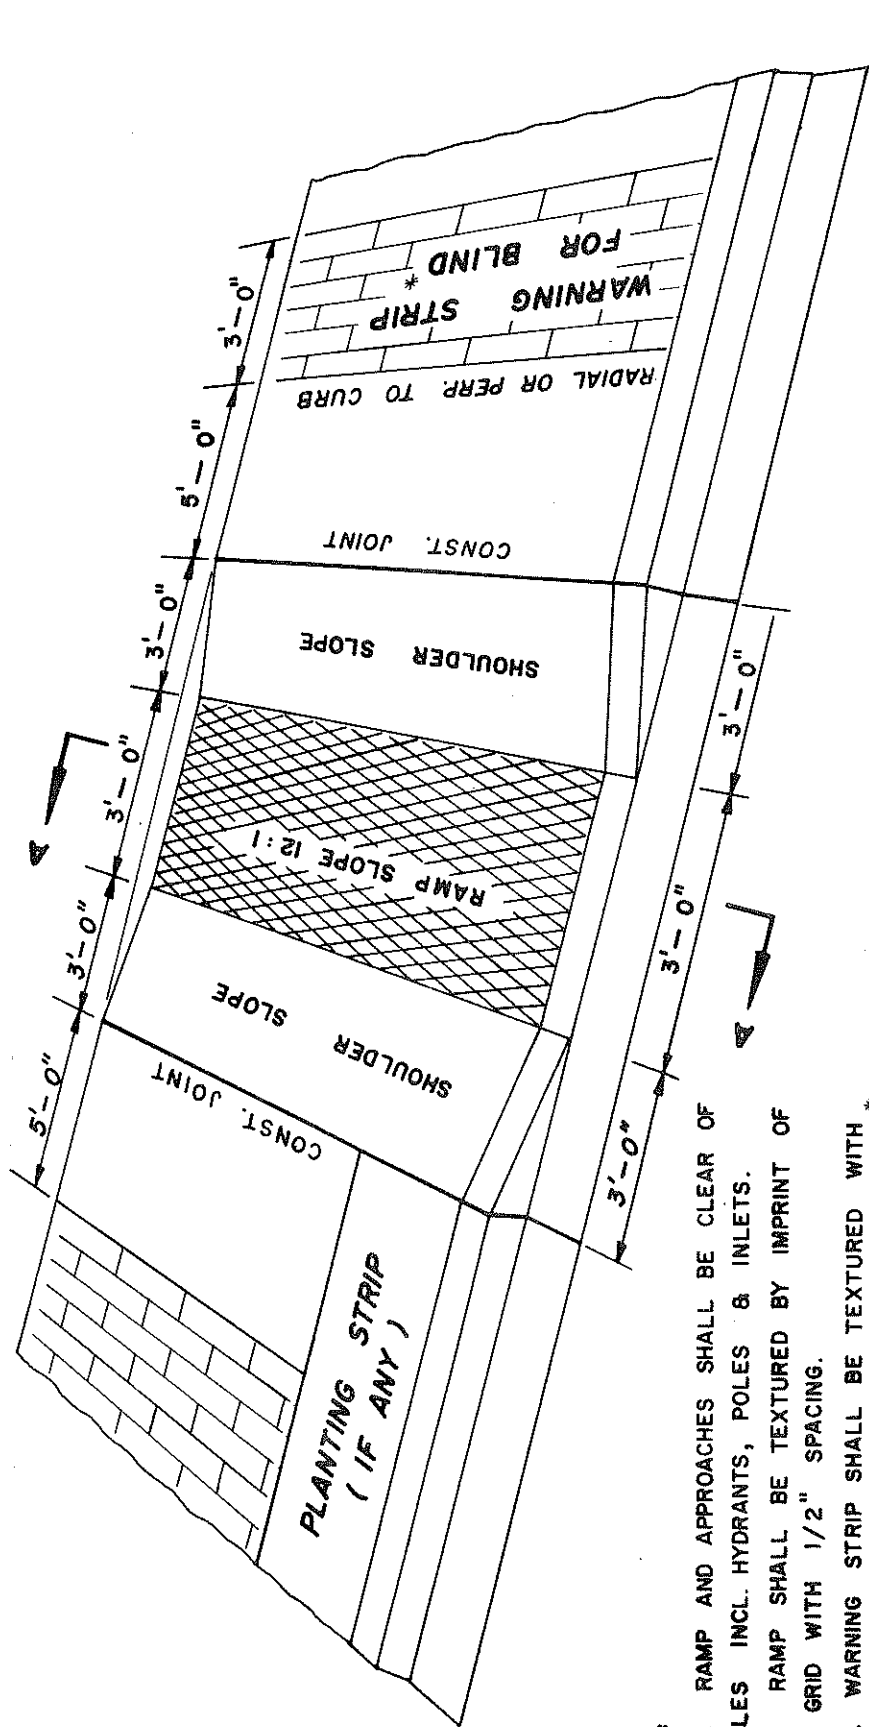 5'-0"
3'-0"
3'-0"
3'-0"
5'-0"
3'-0"
A
A
CONST. JOINT
SHOULDER SLOPE
RAMP SLOPE 12:1
SHOULDER SLOPE
CONST. JOINT
RADIAL OR PERP. TO CURB
WARNING STRIP *
FOR BLIND
PLANTING STRIP
( IF ANY )
3'-0"
3'-0"
3'-0"
RAMP AND APPROACHES SHALL BE CLEAR OF
LES INCL. HYDRANTS, POLES & INLETS.
RAMP SHALL BE TEXTURED BY IMPRINT OF
GRID WITH 1/2" SPACING.
WARNING STRIP SHALL BE TEXTURED WITH *